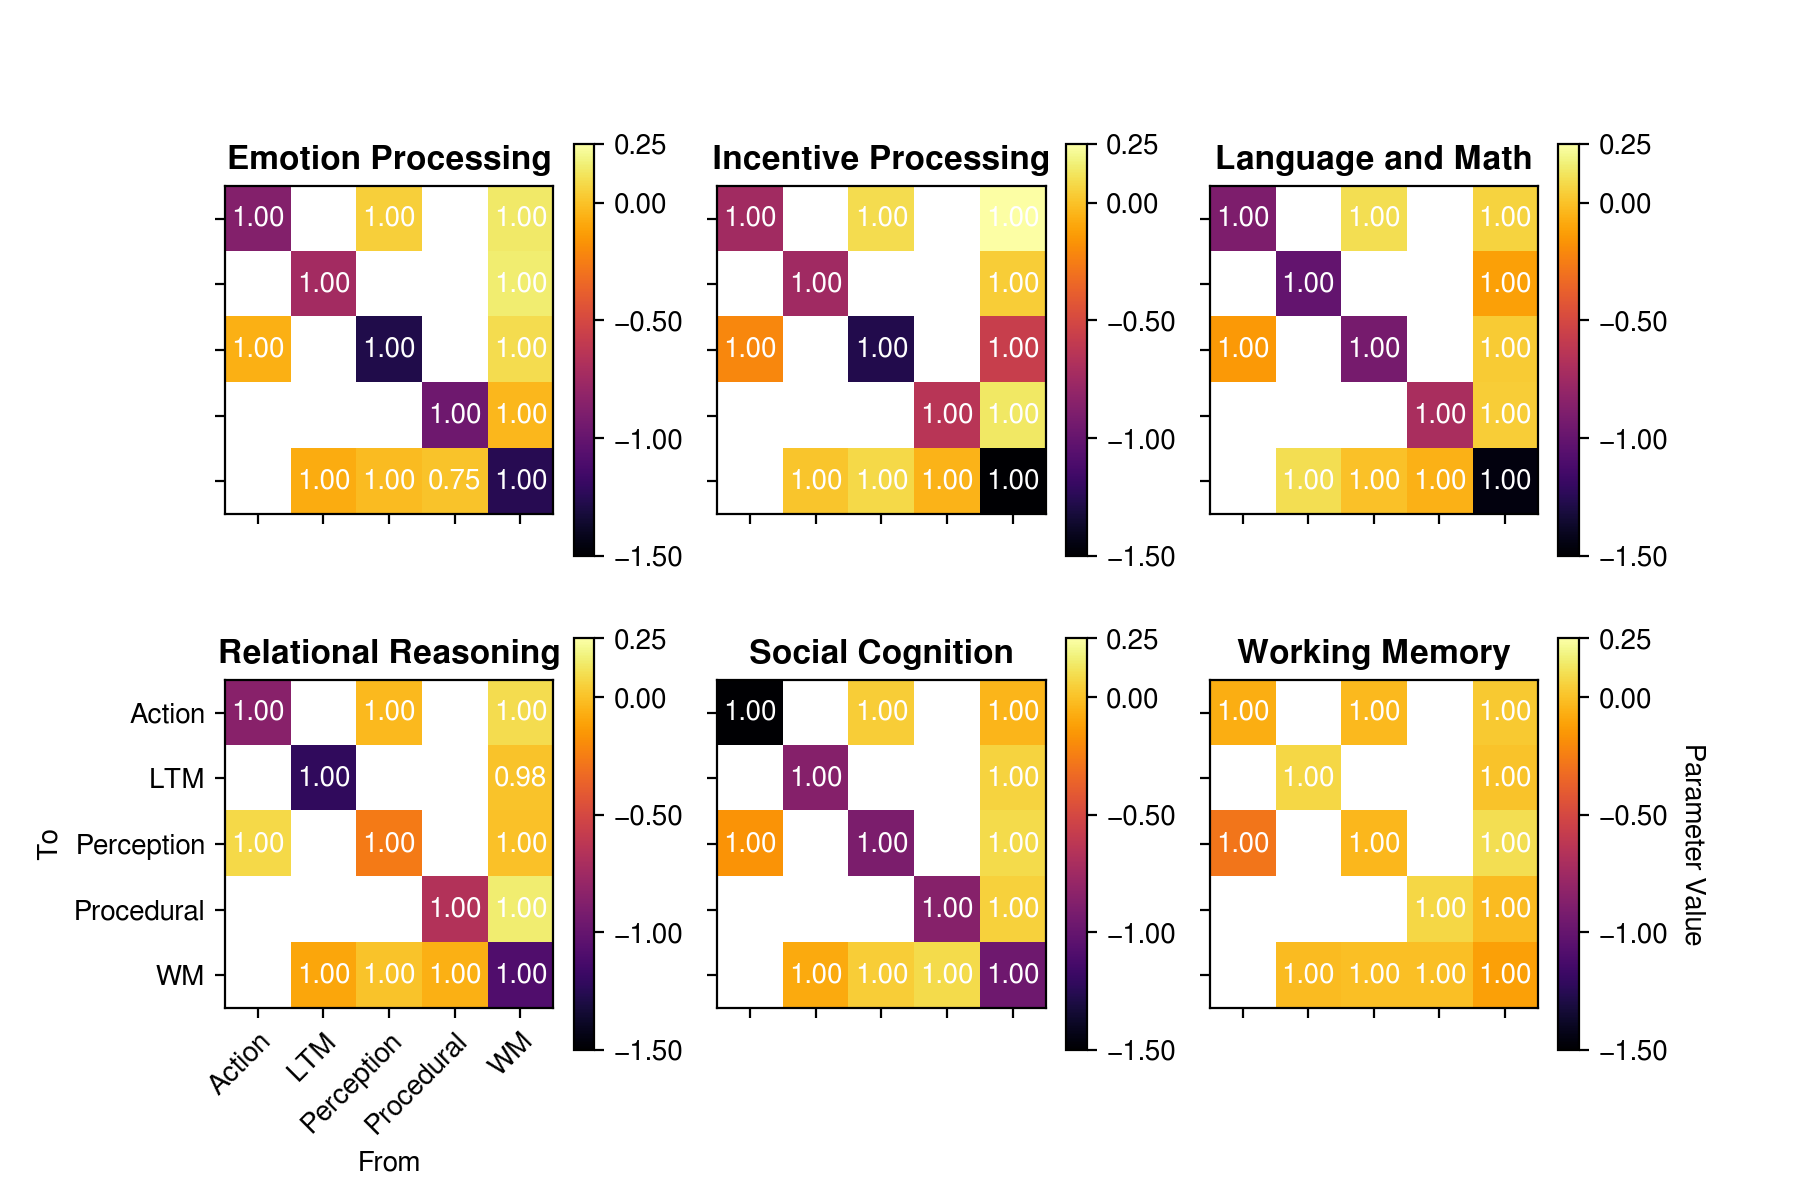 Emotion Processing
1.00 1.00 1.00
1.00 1.00
1.00 1.00 1.00
1.00 1.00
1.00 1.00 0.75 1.00
0.25
0.00
−0.50
−1.00
−1.50
Incentive Processing
1.00 1.00 1.00
1.00 1.00
1.00 1.00 1.00
1.00 1.00
1.00 1.00 1.00 1.00
0.25
0.00
−0.50
−1.00
−1.50
Language and Math
1.00 1.00 1.00
1.00 1.00
1.00 1.00 1.00
1.00 1.00
1.00 1.00 1.00 1.00
0.25
0.00
−0.50
−1.00
−1.50
To
Relational Reasoning
Action 1.00 1.00 1.00
LTM 1.00 0.98
Perception 1.00 1.00 1.00
Procedural 1.00 1.00
WM 1.00 1.00 1.00 1.00
Action LTM Perception Procedural WM
From
0.25
0.00
−0.50
−1.00
−1.50
Social Cognition
1.00 1.00 1.00
1.00 1.00
1.00 1.00 1.00
1.00 1.00
1.00 1.00 1.00 1.00
0.25
0.00
−0.50
−1.00
−1.50
Working Memory
1.00 1.00 1.00
1.00 1.00
1.00 1.00 1.00
1.00 1.00
1.00 1.00 1.00 1.00
0.25
0.00
−0.50
−1.00
−1.50
Parameter Value